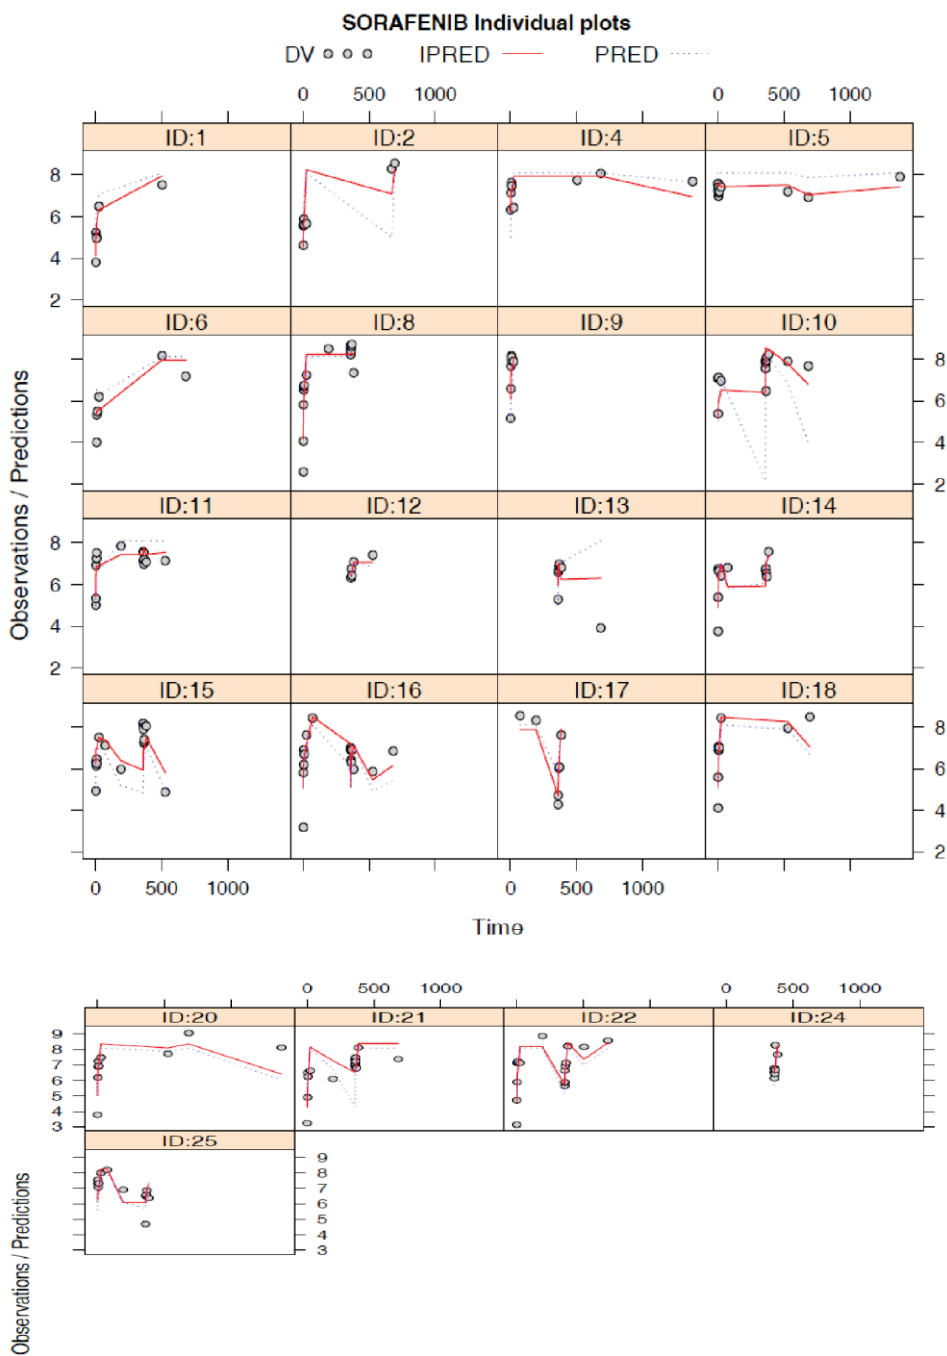 SORAFENIB Individual plots
DV IPRED PRED
0 500 1000 0 500 1000
ID:1 ID:2 ID:4 ID:5
8
6
4
2
ID:6 ID:8 ID:9 ID:10
8
6
4
2
ID:11 ID:12 ID:13 ID:14
8
6
4
2
ID:15 ID:16 ID:17 ID:18
8
6
4
2
0 500 1000 0 500 1000
Observations / Predictions
Time
0 500 1000 0 500 1000
ID:20 ID:21 ID:22 ID:24
9
8
7
6
5
4
3
ID:25
9
8
7
6
5
4
3
Observations / Predictions